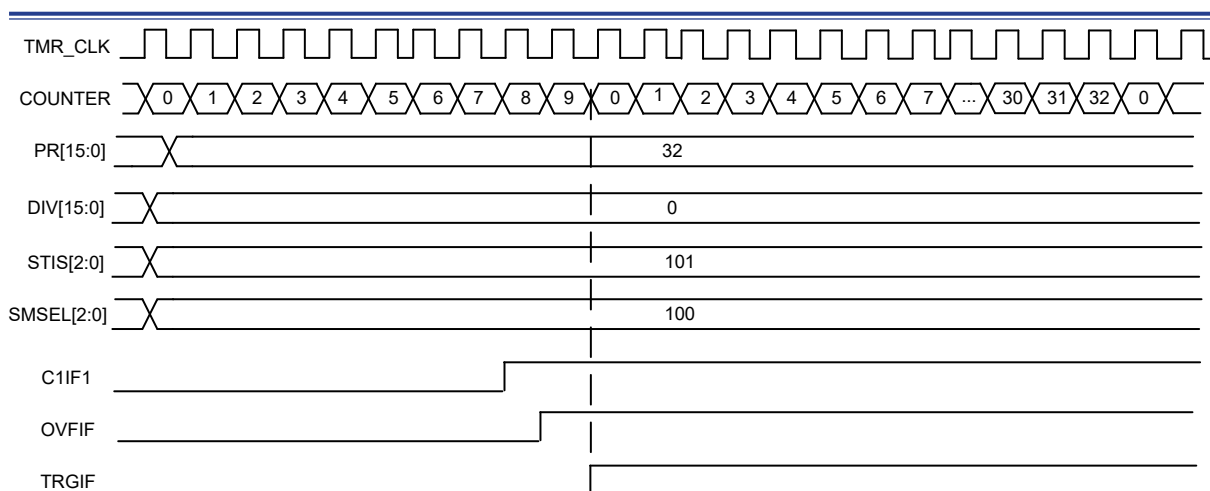 TMR_CLK
COUNTER 0 1 2 3 4 5 6 7 8 9 0 1 2 3 4 5 6 7 ... 30 31 32 0
PR[15:0] 32
DIV[15:0] 0
STIS[2:0] 101
SMSEL[2:0] 100
C1IF1
OVFIF
TRGIF